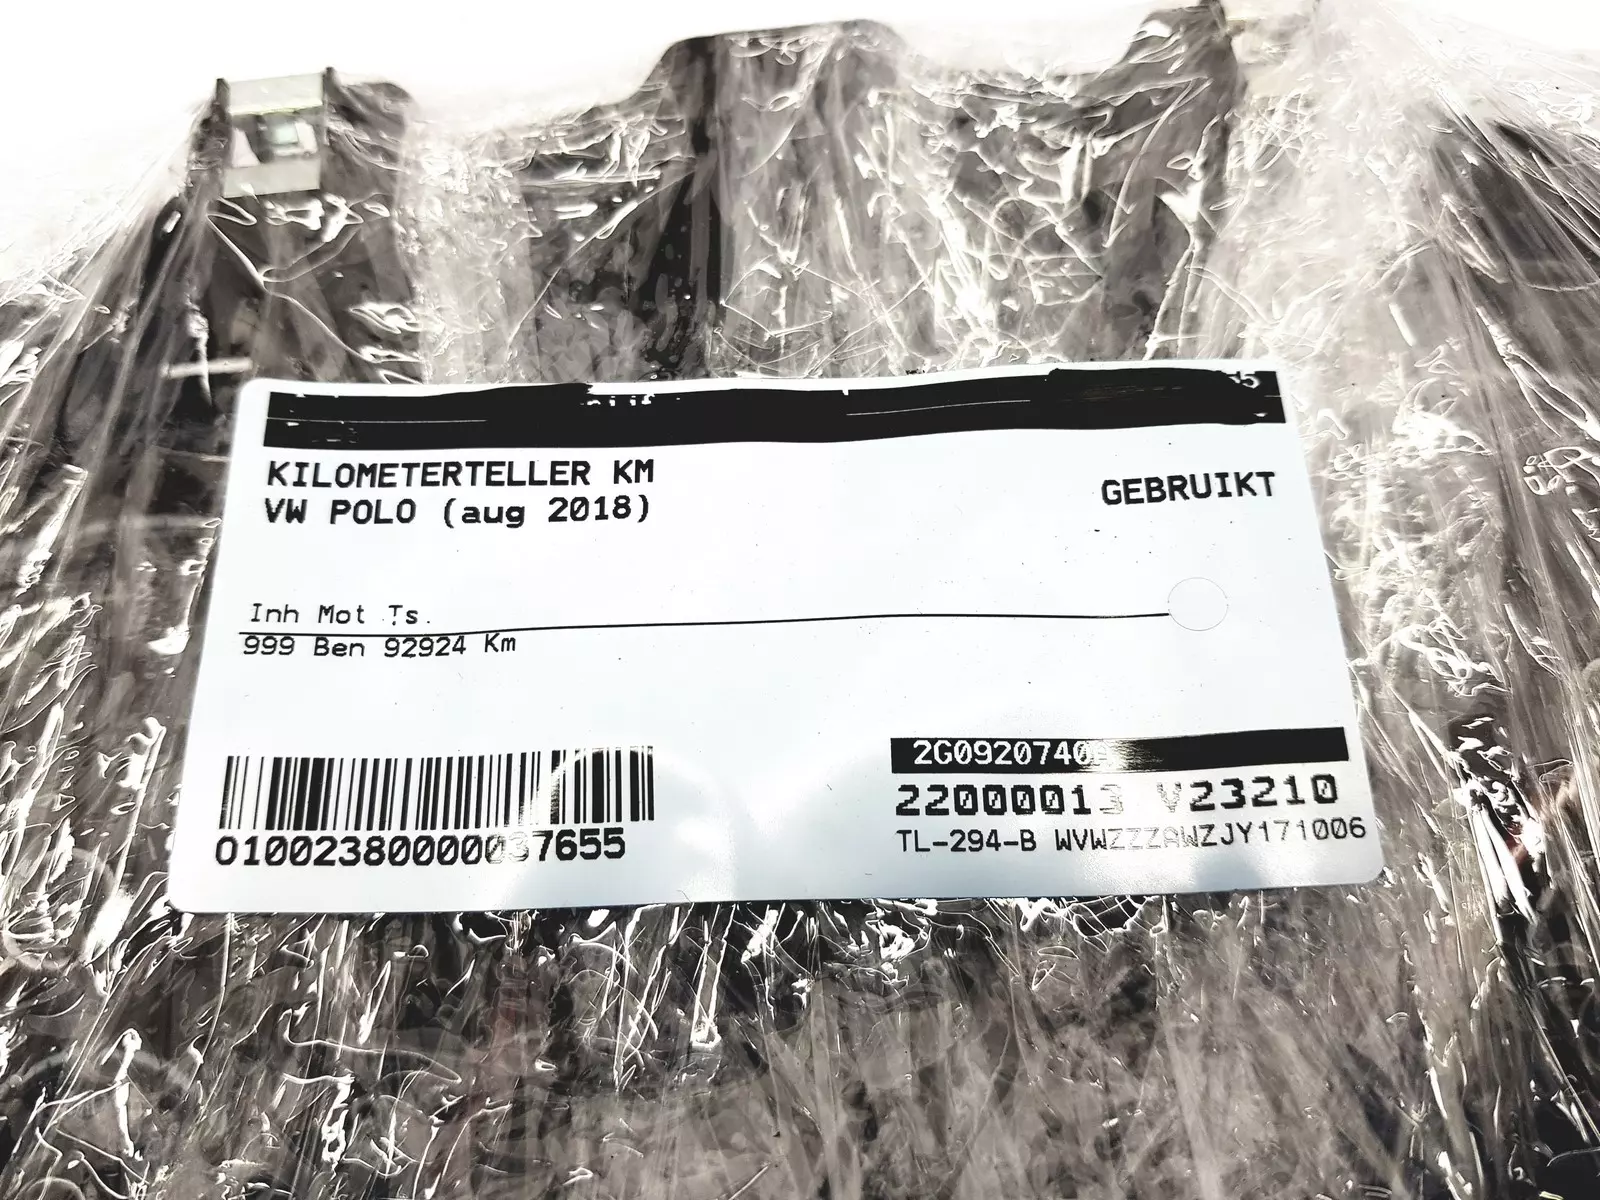 KILOMETERTELLER KM
VW POLO (aug 2018)
GEBRUIKT
Inh Mot Ts.
999 Ben 92924 Km
01002380000037655
22000013 V23210
TL-294-B WVWZZZAWZJY171006